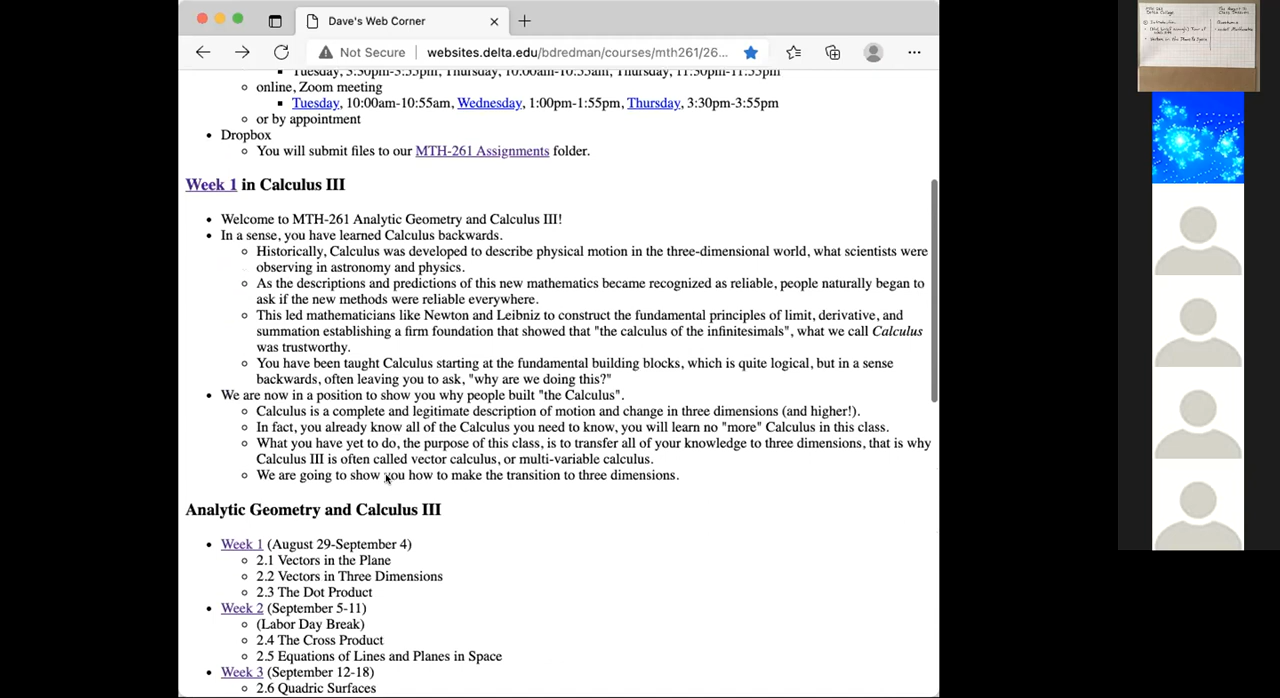 Dave's Web Corner
Not Secure
websites.delta.edu/bdredman/courses/mth261/26...
Tuesday, 3:30pm-3:55pm, Thursday, 10:00am-10:55am, Thursday, 11:30pm-11:55pm
online, Zoom meeting
Tuesday, 10:00am-10:55am, Wednesday, 1:00pm-1:55pm, Thursday, 3:30pm-3:55pm
or by appointment
Dropbox
You will submit files to our MTH-261 Assignments folder.
Week 1 in Calculus III
Welcome to MTH-261 Analytic Geometry and Calculus III!
In a sense, you have learned Calculus backwards.
Historically, Calculus was developed to describe physical motion in the three-dimensional world, what scientists were
observing in astronomy and physics.
As the descriptions and predictions of this new mathematics became recognized as reliable, people naturally began to
ask if the new methods were reliable everywhere.
This led mathematicians like Newton and Leibniz to construct the fundamental principles of limit, derivative, and
summation establishing a firm foundation that showed that "the calculus of the infinitesimals", what we call Calculus
was trustworthy.
You have been taught Calculus starting at the fundamental building blocks, which is quite logical, but in a sense
backwards, often leaving you to ask, "why are we doing this?"
We are now in a position to show you why people built "the Calculus".
Calculus is a complete and legitimate description of motion and change in three dimensions (and higher!).
In fact, you already know all of the Calculus you need to know, you will learn no "more" Calculus in this class.
What you have yet to do, the purpose of this class, is to transfer all of your knowledge to three dimensions, that is why
Calculus III is often called vector calculus, or multi-variable calculus.
We are going to show you how to make the transition to three dimensions.
Analytic Geometry and Calculus III
Week 1 (August 29-September 4)
2.1 Vectors in the Plane
2.2 Vectors in Three Dimensions
2.3 The Dot Product
Week 2 (September 5-11)
(Labor Day Break)
2.4 The Cross Product
2.5 Equations of Lines and Planes in Space
Week 3 (September 12-18)
2.6 Quadric Surfaces